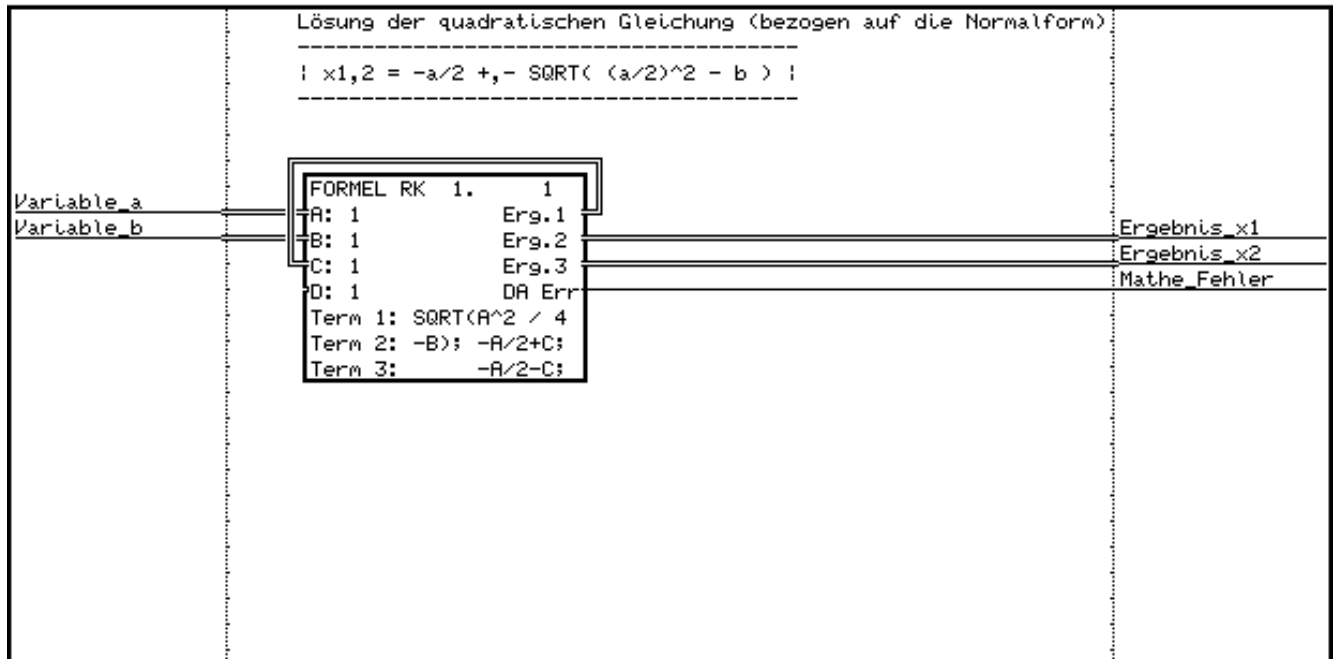 Lösung der quadratischen Gleichung (bezogen auf die Normalform)
---------------------------------------
| x1,2 = -a/2 +,- SQRT( (a/2)^2 - b ) |
---------------------------------------
FORMEL RK 1. 1
Variable_a
A: 1 Erg.1
Variable_b
B: 1 Erg.2
Ergebnis_x1
C: 1 Erg.3
Ergebnis_x2
D: 1 DA Err
Mathe_Fehler
Term 1: SQRT(A^2 / 4
Term 2: -B); -A/2+C;
Term 3: -A/2-C;